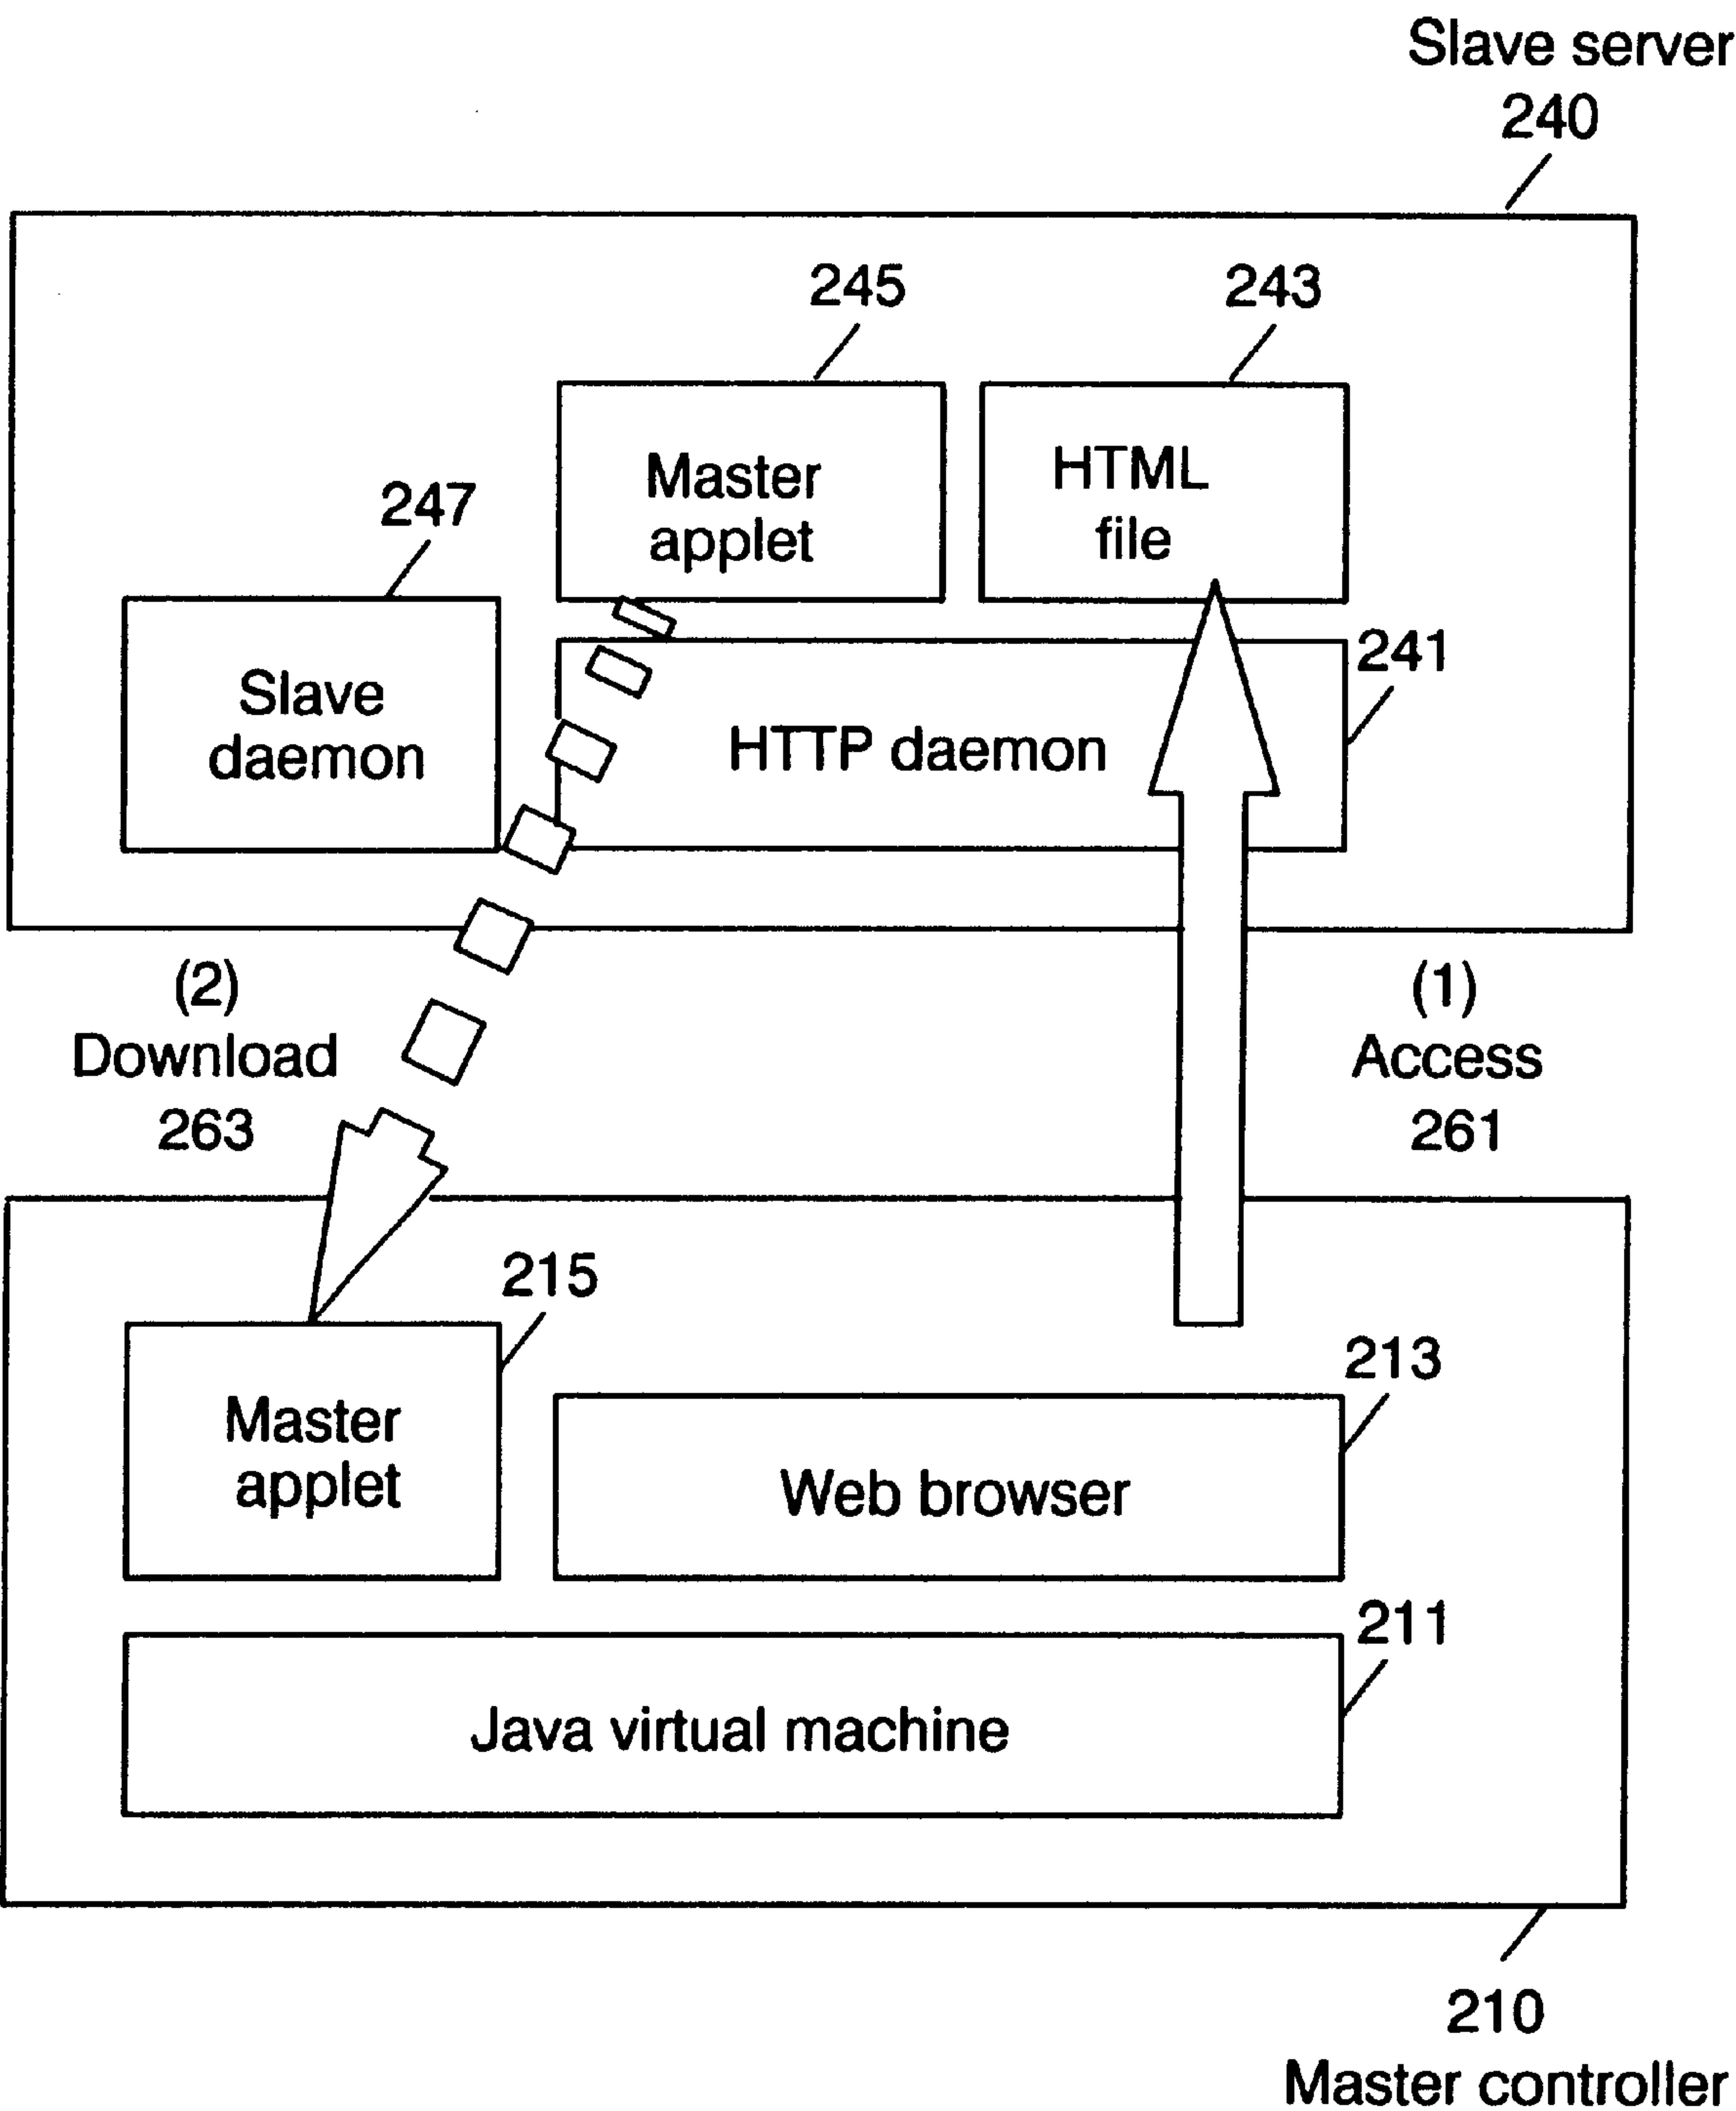 Slave server
240
245
243
Master
applet
HTML
file
247
Slave
daemon
241
HTTP daemon
(2)
Download
263
(1)
Access
261
215
213
Master
applet
Web browser
211
Java virtual machine
210
Master controller